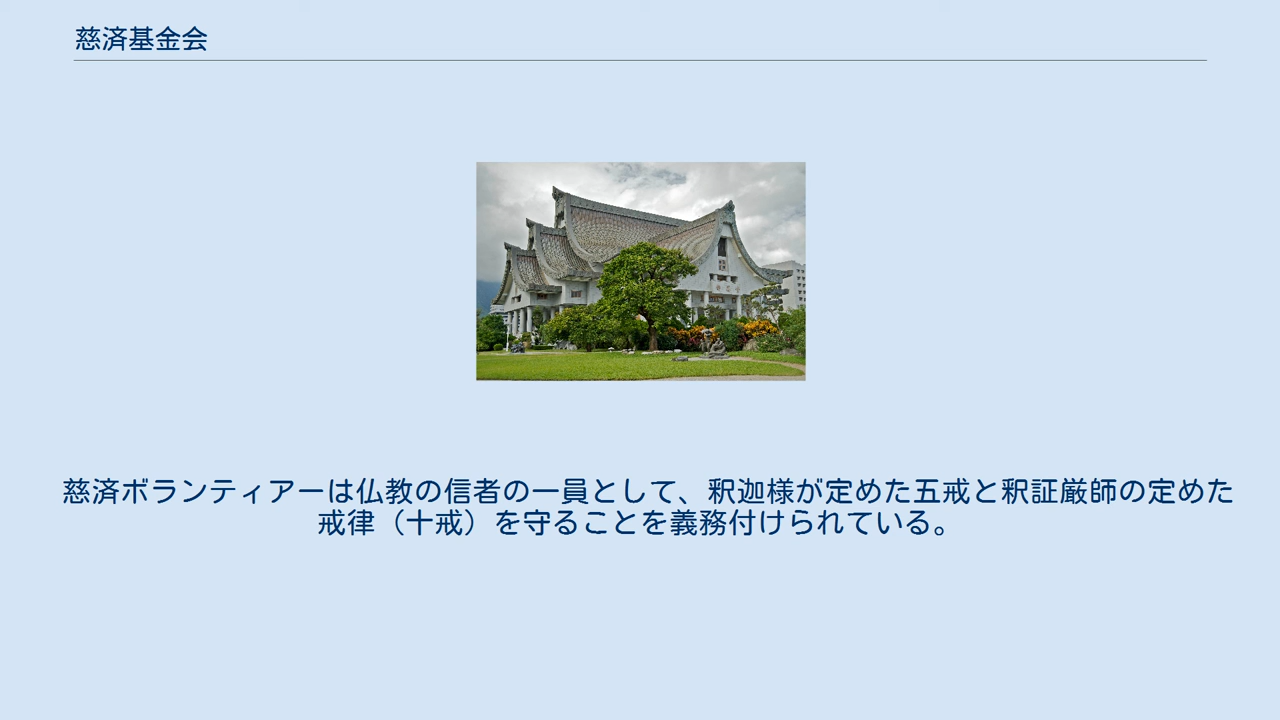 慈済基金会
慈済ボランティアーは仏教の信者の一員として、釈迦様が定めた五戒と釈証厳師の定めた
戒律（十戒）を守ることを義務付けられている。